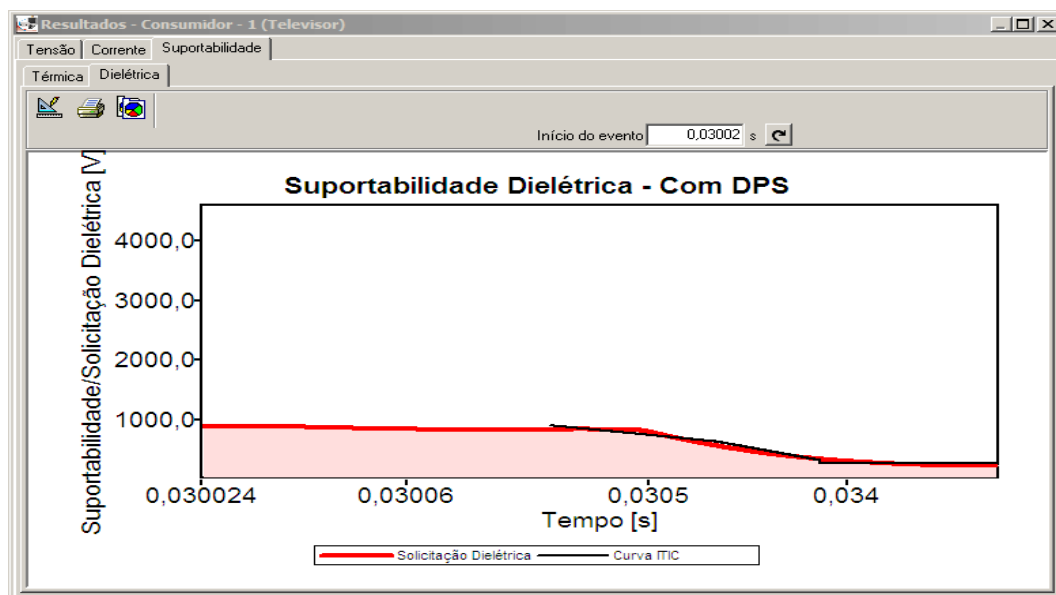 Resultados - Consumidor - 1 (Televisor)
Tensão Corrente Suportabilidade
Térmica Dielétrica
Início do evento 0,03002 s
Suportabilidade Dielétrica - Com DPS
Suportabilidade/Solicitação Dielétrica [V]
4000,0
3000,0
2000,0
1000,0
0,030024 0,03006 0,0305 0,034
Tempo [s]
Solicitação Dielétrica Curva ITIC